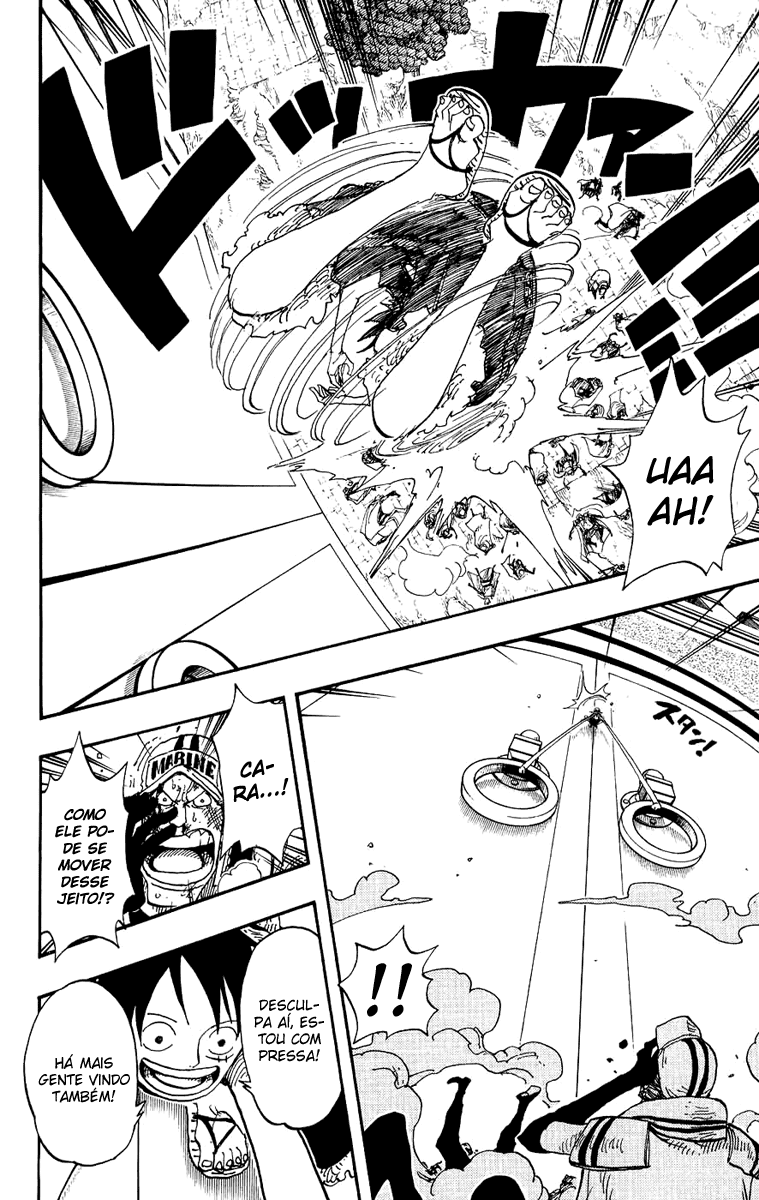 ドッウァー!!!
UAA
AH!
スタン!
MARINE
CA-
RA...!
COMO
ELE PO-
DE SE
MOVER
DESSE
JEITO!?
!!
DESCUL-
PA AÍ, ES-
TOU COM
PRESSA!
HÁ MAIS
GENTE VINDO
TAMBÉM!